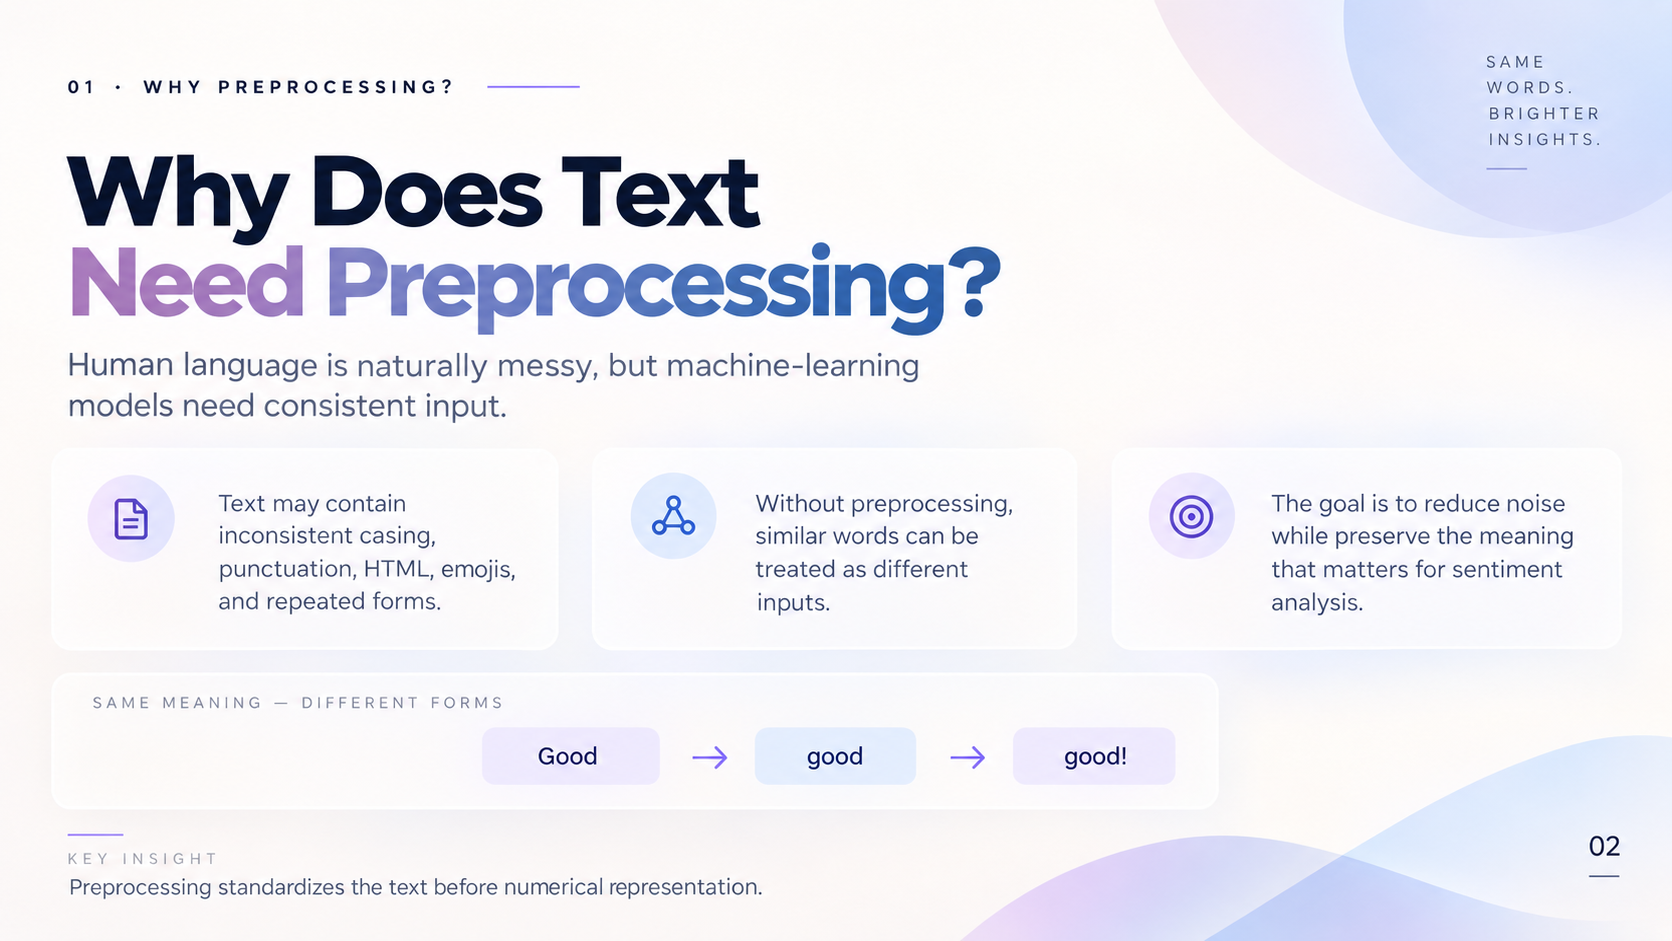 01 · WHY PREPROCESSING?
SAME
WORDS.
BRIGHTER
INSIGHTS.
Why Does Text
Need Preprocessing?
Human language is naturally messy, but machine-learning
models need consistent input.
Text may contain
inconsistent casing,
punctuation, HTML, emojis,
and repeated forms.
Without preprocessing,
similar words can be
treated as different
inputs.
The goal is to reduce noise
while preserve the meaning
that matters for sentiment
analysis.
SAME MEANING — DIFFERENT FORMS
Good → good → good!
KEY INSIGHT
Preprocessing standardizes the text before numerical representation.
02